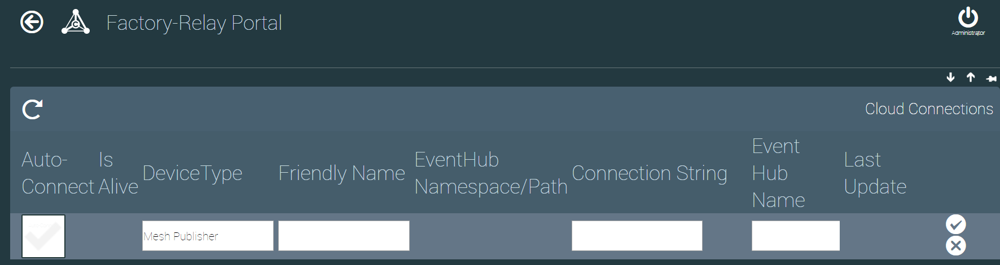 Factory-Relay Portal
Administrator
Cloud Connections
Auto-
Connect
Is
Alive
DeviceType
Friendly Name
EventHub
Namespace/Path
Connection String
Event
Hub
Name
Last
Update
Mesh Publisher